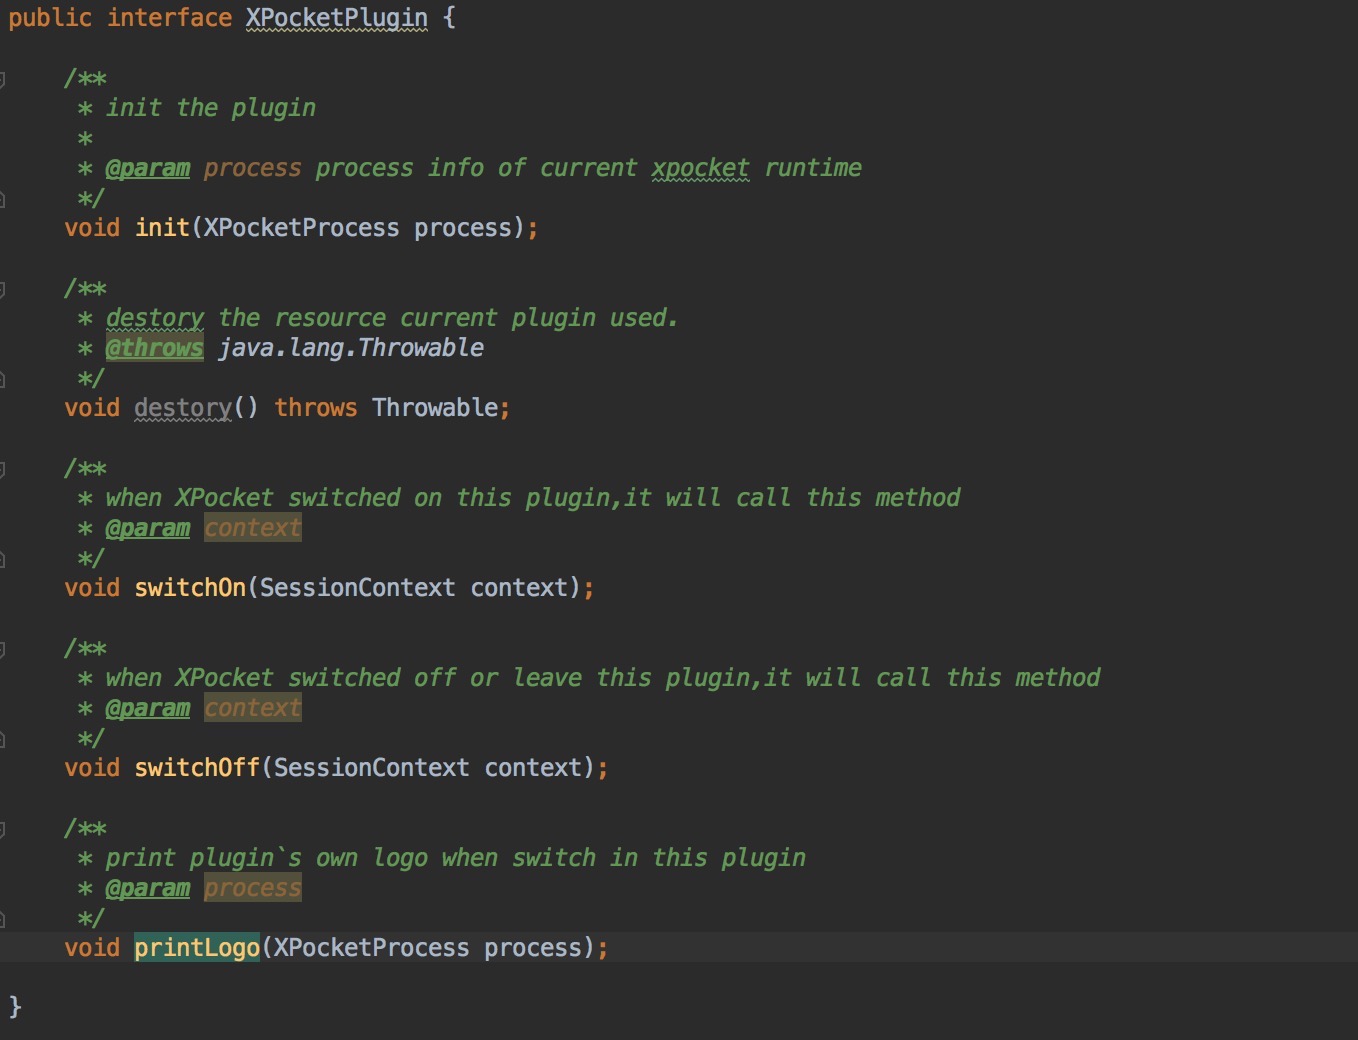 public interface XPocketPlugin {
/**
* init the plugin
*
* @param process process info of current xpocket runtime
*/
void init(XPocketProcess process);
/**
* destory the resource current plugin used.
* @throws java.lang.Throwable
*/
void destory() throws Throwable;
/**
* when XPocket switched on this plugin,it will call this method
* @param context
*/
void switchOn(SessionContext context);
/**
* when XPocket switched off or leave this plugin,it will call this method
* @param context
*/
void switchOff(SessionContext context);
/**
* print plugin`s own logo when switch in this plugin
* @param process
*/
void printLogo(XPocketProcess process);
}